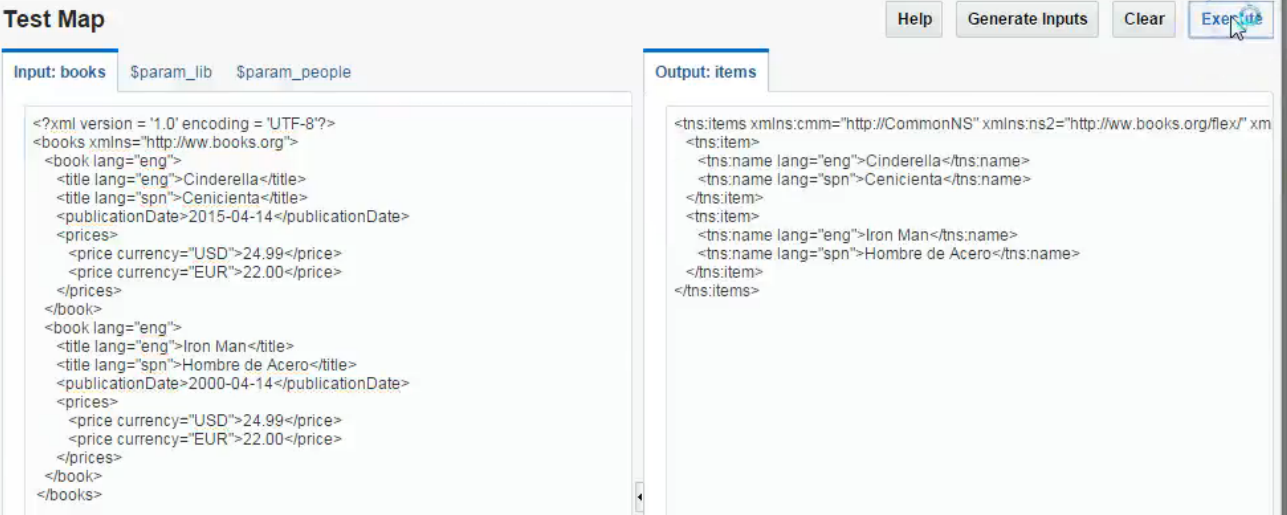 Test Map
Help
Generate Inputs
Clear
Input: books
$param_lib
$param_people
Output: items
<?xml version = '1.0' encoding = 'UTF-8'?>
<books xmlns="http://ww.books.org">
<book lang="eng">
<title lang="eng">Cinderella</title>
<title lang="spn">Cenicienta</title>
<publicationDate>2015-04-14</publicationDate>
<prices>
<price currency="USD">24.99</price>
<price currency="EUR">22.00</price>
</prices>
</book>
<book lang="eng">
<title lang="eng">Iron Man</title>
<title lang="spn">Hombre de Acero</title>
<publicationDate>2000-04-14</publicationDate>
<prices>
<price currency="USD">24.99</price>
<price currency="EUR">22.00</price>
</prices>
</book>
</books>
<tns:items xmlns:cmm="http://CommonNS" xmlns:ns2="http://ww.books.org/flex/" xm
<tns:item>
<tns:name lang="eng">Cinderella</tns:name>
<tns:name lang="spn">Cenicienta</tns:name>
</tns:item>
<tns:item>
<tns:name lang="eng">Iron Man</tns:name>
<tns:name lang="spn">Hombre de Acero</tns:name>
</tns:item>
</tns:items>